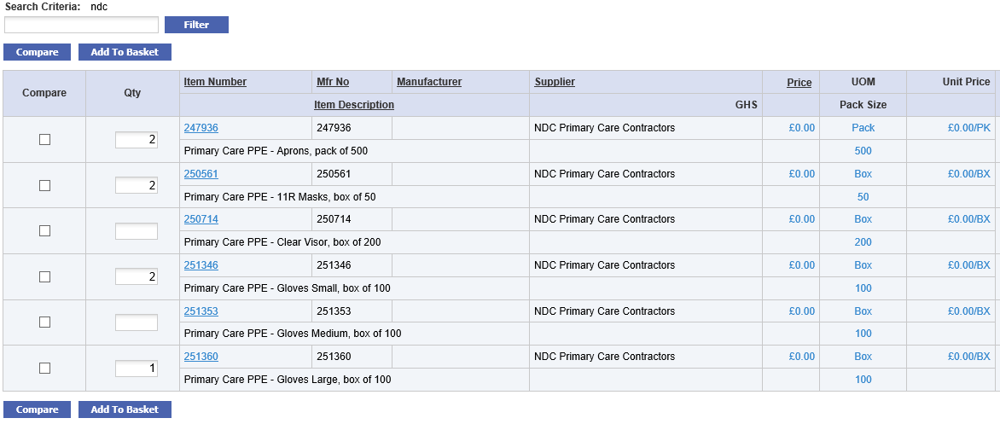 Search Criteria: ndc
Filter
Compare Add To Basket
Compare Qty Item Number Mfr No Manufacturer Supplier Price UOM Unit Price
Item Description GHS Pack Size
2 247936 247936 NDC Primary Care Contractors £0.00 Pack £0.00/PK
Primary Care PPE - Aprons, pack of 500 500
2 250561 250561 NDC Primary Care Contractors £0.00 Box £0.00/BX
Primary Care PPE - 11R Masks, box of 50 50
250714 250714 NDC Primary Care Contractors £0.00 Box £0.00/BX
Primary Care PPE - Clear Visor, box of 200 200
2 251346 251346 NDC Primary Care Contractors £0.00 Box £0.00/BX
Primary Care PPE - Gloves Small, box of 100 100
251353 251353 NDC Primary Care Contractors £0.00 Box £0.00/BX
Primary Care PPE - Gloves Medium, box of 100 100
1 251360 251360 NDC Primary Care Contractors £0.00 Box £0.00/BX
Primary Care PPE - Gloves Large, box of 100 100
Compare Add To Basket